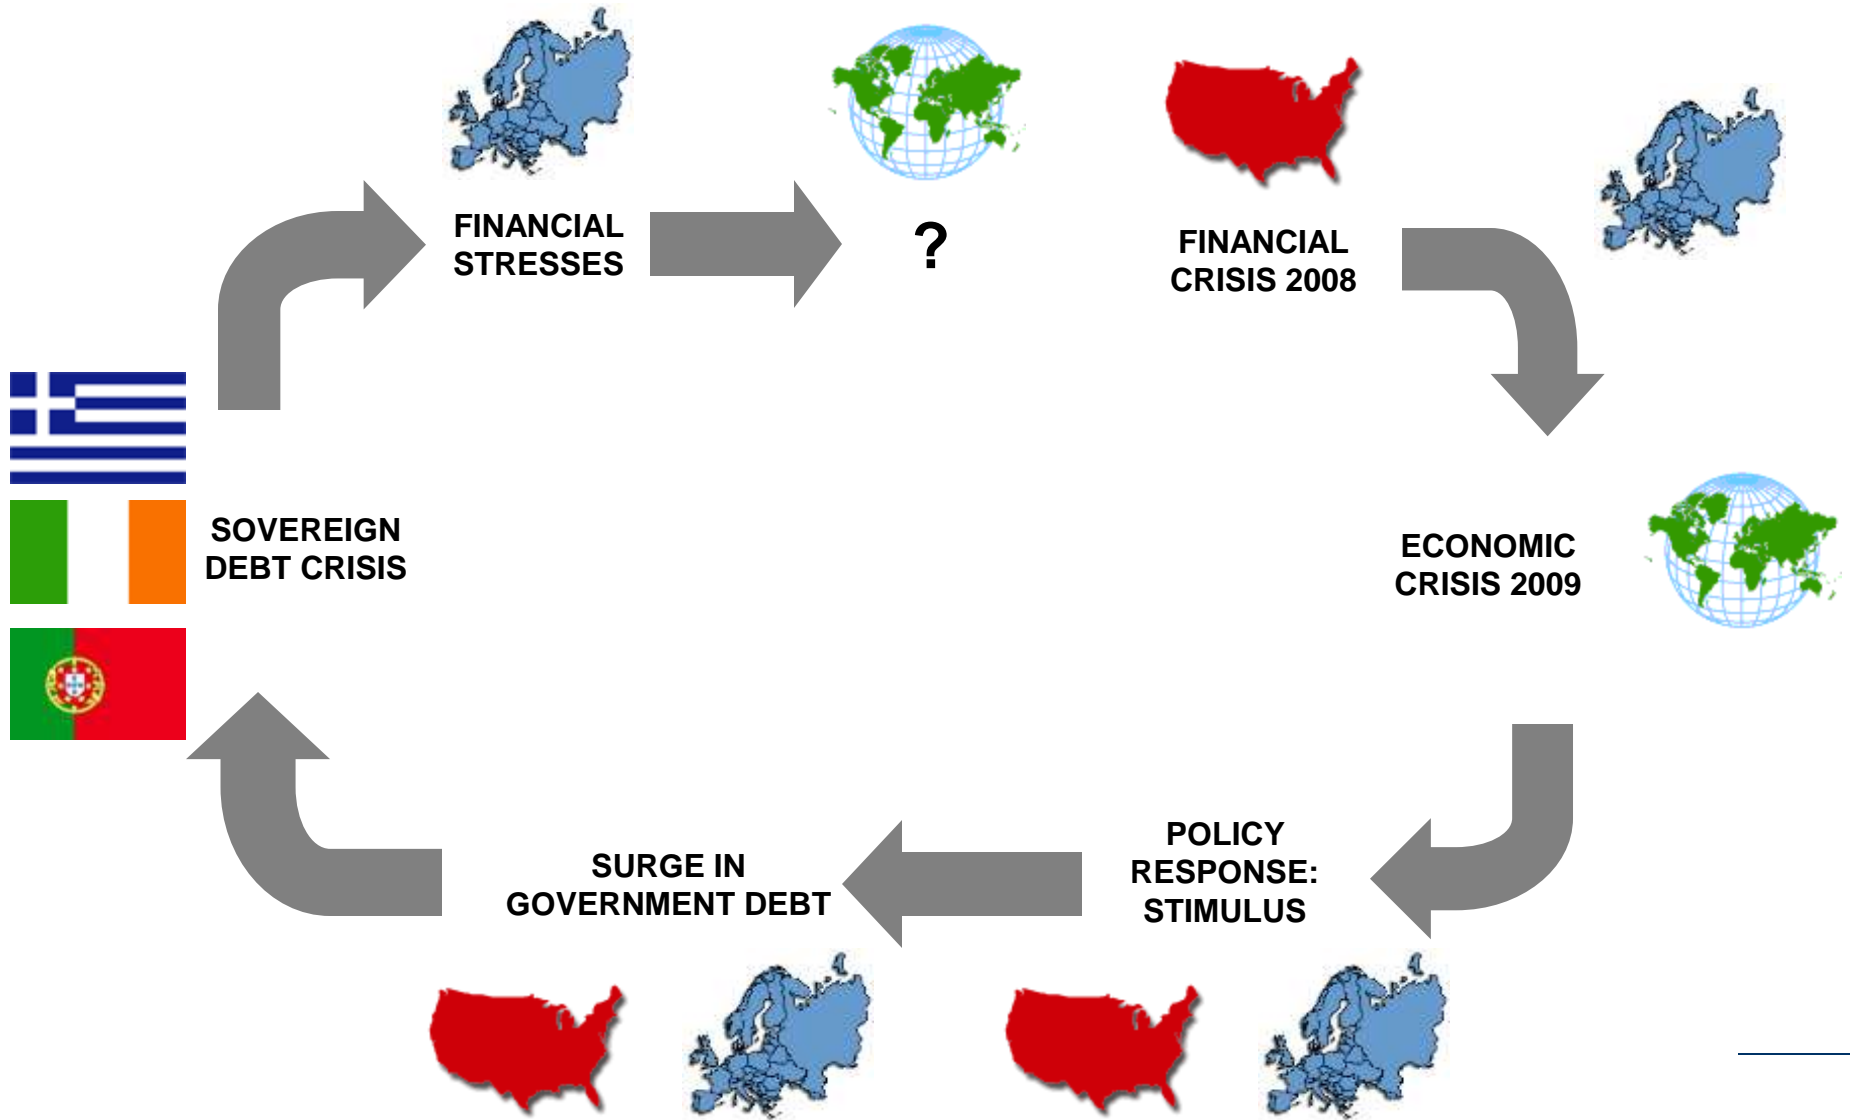 FINANCIAL
STRESSES
?
FINANCIAL
CRISIS 2008
SOVEREIGN
DEBT CRISIS
ECONOMIC
CRISIS 2009
SURGE IN
GOVERNMENT DEBT
POLICY
RESPONSE:
STIMULUS